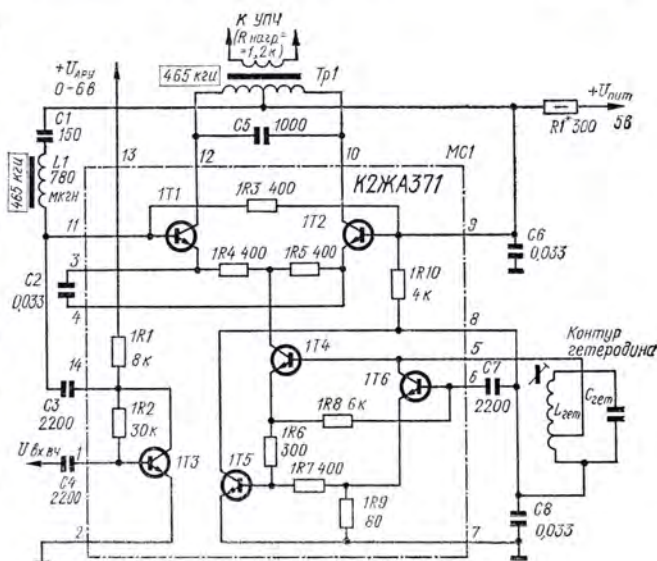 К УПЧ
(Rнагр=
=1,2к)
+Uару
0-6В
465 кгц
Тр1
+Uпит
5В
C1
150
C5
1000
R1* 300
13
12
10
МС1
L1
780
мкгн
465 кгц
К2ЖА371
1R3 400
1Т1
1Т2
11
9
C6
0,033
3
1R4 400
1R5 400
1R10
4к
C2
0,033
4
8
Контур
гетеродина
1R1
8к
1Т4
5
C7
2200
14
1Т6
6
Lгет
Cгет
C3
2200
1R2
30к
1R8 6к
Uвх вч
1
1R6
300
C4
2200
1Т3
1Т5
1R7 400
1R9
80
C8
0,033
2
7